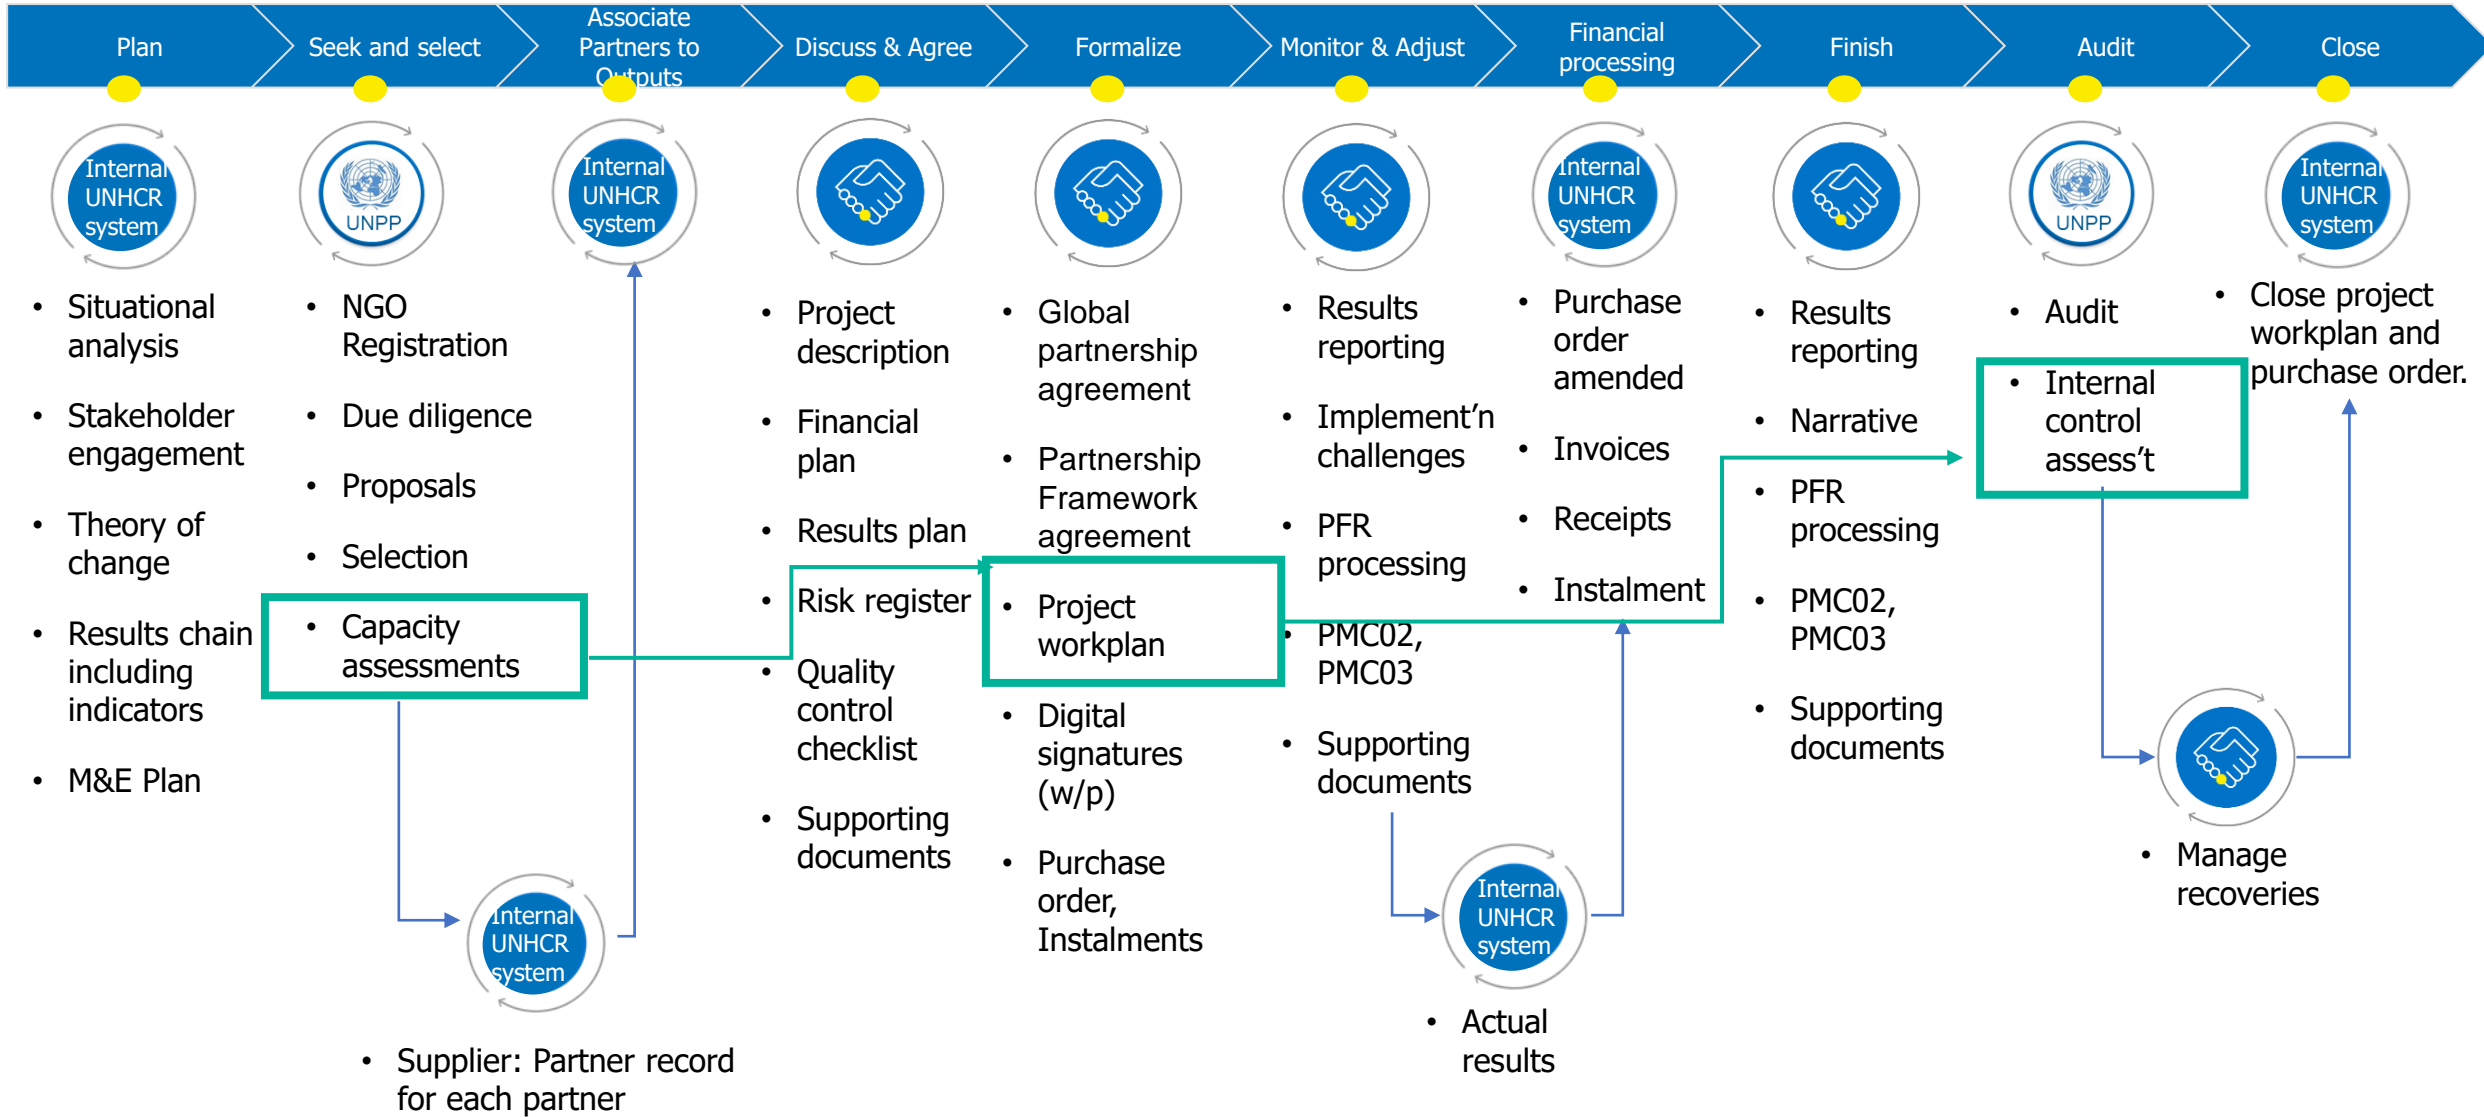 Plan
Seek and select
Associate
Partners to
Outputs
Discuss & Agree
Formalize
Monitor & Adjust
Financial
processing
Finish
Audit
Close
Internal
UNHCR
system
UNPP
Internal
UNHCR
system
Internal
UNHCR
system
UNPP
Internal
UNHCR
system
• Situational
analysis
• Stakeholder
engagement
• Theory of
change
• Results chain
including
indicators
• M&E Plan
• NGO
Registration
• Due diligence
• Proposals
• Selection
• Capacity
assessments
Internal
UNHCR
system
• Supplier: Partner record
for each partner
• Project
description
• Financial
plan
• Results plan
• Risk register
• Quality
control
checklist
• Supporting
documents
• Global
partnership
agreement
• Partnership
Framework
agreement
• Project
workplan
• Digital
signatures
(w/p)
• Purchase
order,
Instalments
• Results
reporting
• Implement’n
challenges
• PFR
processing
• PMC02,
PMC03
• Supporting
documents
Internal
UNHCR
system
• Actual
results
• Purchase
order
amended
• Invoices
• Receipts
• Instalment
• Results
reporting
• Narrative
• PFR
processing
• PMC02,
PMC03
• Supporting
documents
• Audit
• Internal
control
assess’t
• Manage
recoveries
• Close project
workplan and
purchase order.